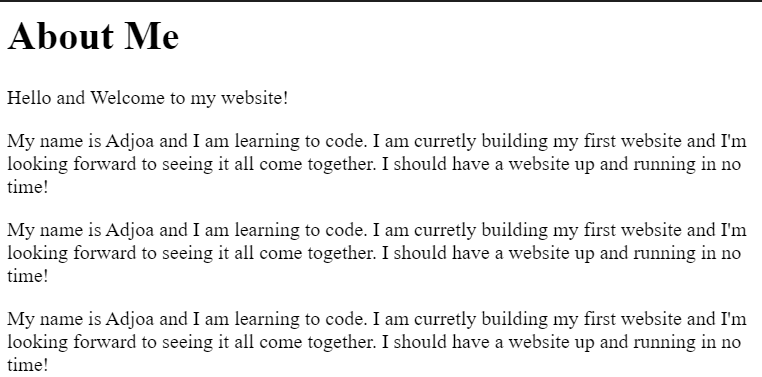 About Me
Hello and Welcome to my website!
My name is Adjoa and I am learning to code. I am curretly building my first website and I'm
looking forward to seeing it all come together. I should have a website up and running in no
time!
My name is Adjoa and I am learning to code. I am curretly building my first website and I'm
looking forward to seeing it all come together. I should have a website up and running in no
time!
My name is Adjoa and I am learning to code. I am curretly building my first website and I'm
looking forward to seeing it all come together. I should have a website up and running in no
time!